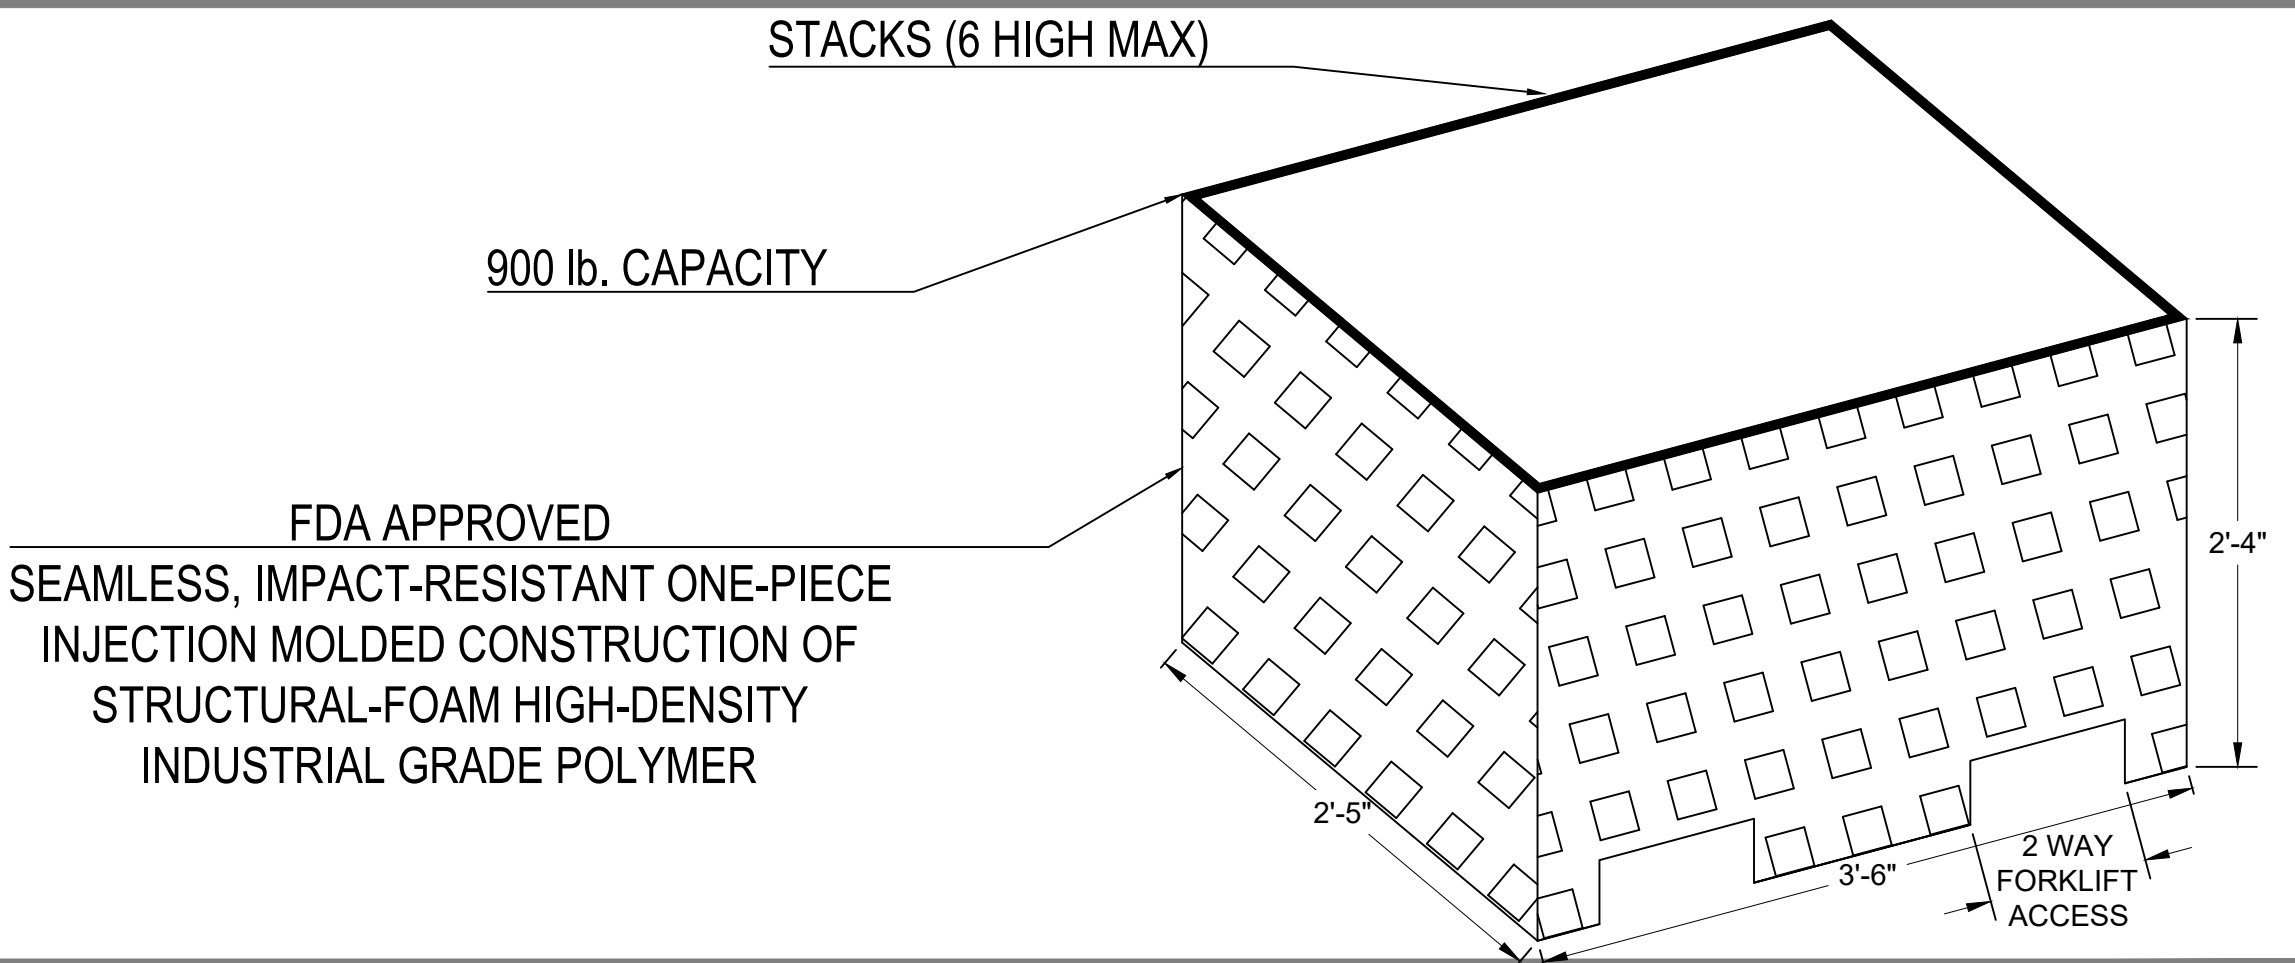 STACKS (6 HIGH MAX)
900 lb. CAPACITY
FDA APPROVED
SEAMLESS, IMPACT-RESISTANT ONE-PIECE
INJECTION MOLDED CONSTRUCTION OF
STRUCTURAL-FOAM HIGH-DENSITY
INDUSTRIAL GRADE POLYMER
2'-4"
2'-5"
3'-6"
2 WAY
FORKLIFT
ACCESS